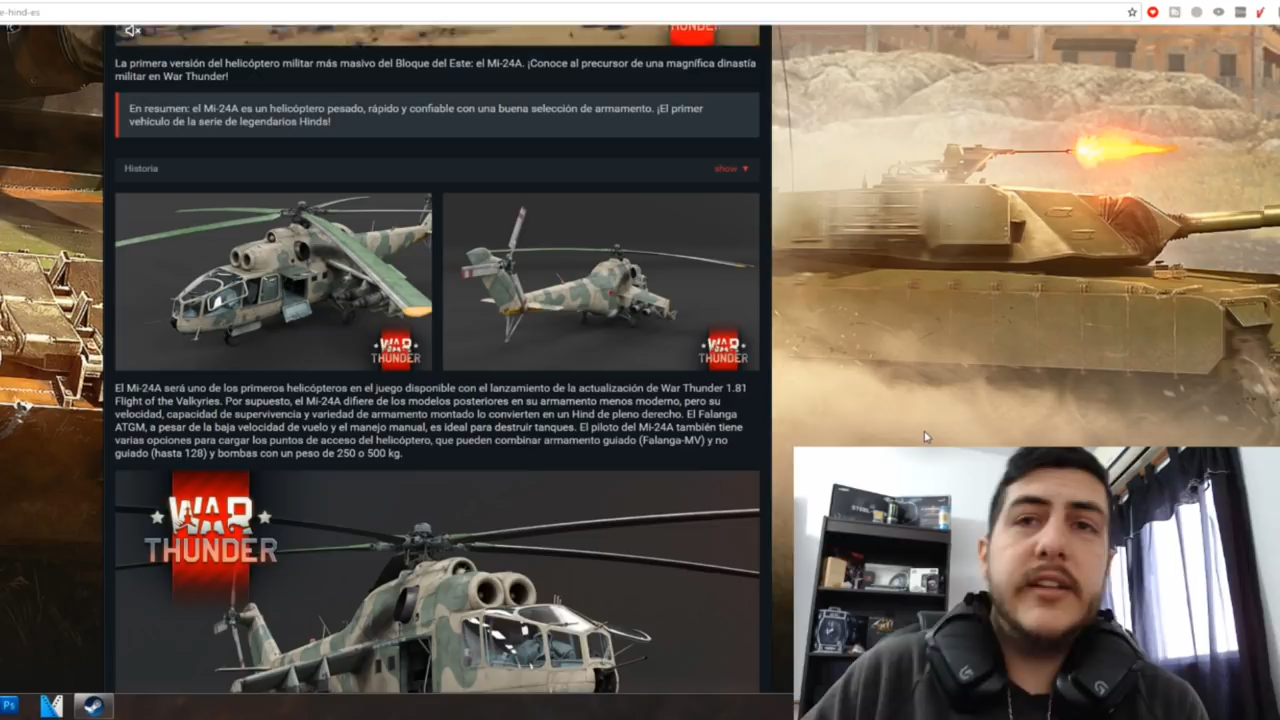 e-hind-es
THUNDER
La primera versión del helicóptero militar más masivo del Bloque del Este: el Mi-24A. ¡Conoce al precursor de una magnífica dinastía
militar en War Thunder!
En resumen: el Mi-24A es un helicóptero pesado, rápido y confiable con una buena selección de armamento. ¡El primer
vehículo de la serie de legendarios Hinds!
Historia
show ▼
WAR
THUNDER
WAR
THUNDER
El Mi-24A será uno de los primeros helicópteros en el juego disponible con el lanzamiento de la actualización de War Thunder 1.81
Flight of the Valkyries. Por supuesto, el Mi-24A difiere de los modelos posteriores en su armamento menos moderno, pero su
velocidad, capacidad de supervivencia y variedad de armamento montado lo convierten en un Hind de pleno derecho. El Falanga
ATGM, a pesar de la baja velocidad de vuelo y el manejo manual, es ideal para destruir tanques. El piloto del Mi-24A también tiene
varias opciones para cargar los puntos de acceso del helicóptero, que pueden combinar armamento guiado (Falanga-MV) y no
guiado (hasta 128) y bombas con un peso de 250 o 500 kg.
WAR
THUNDER
Ps